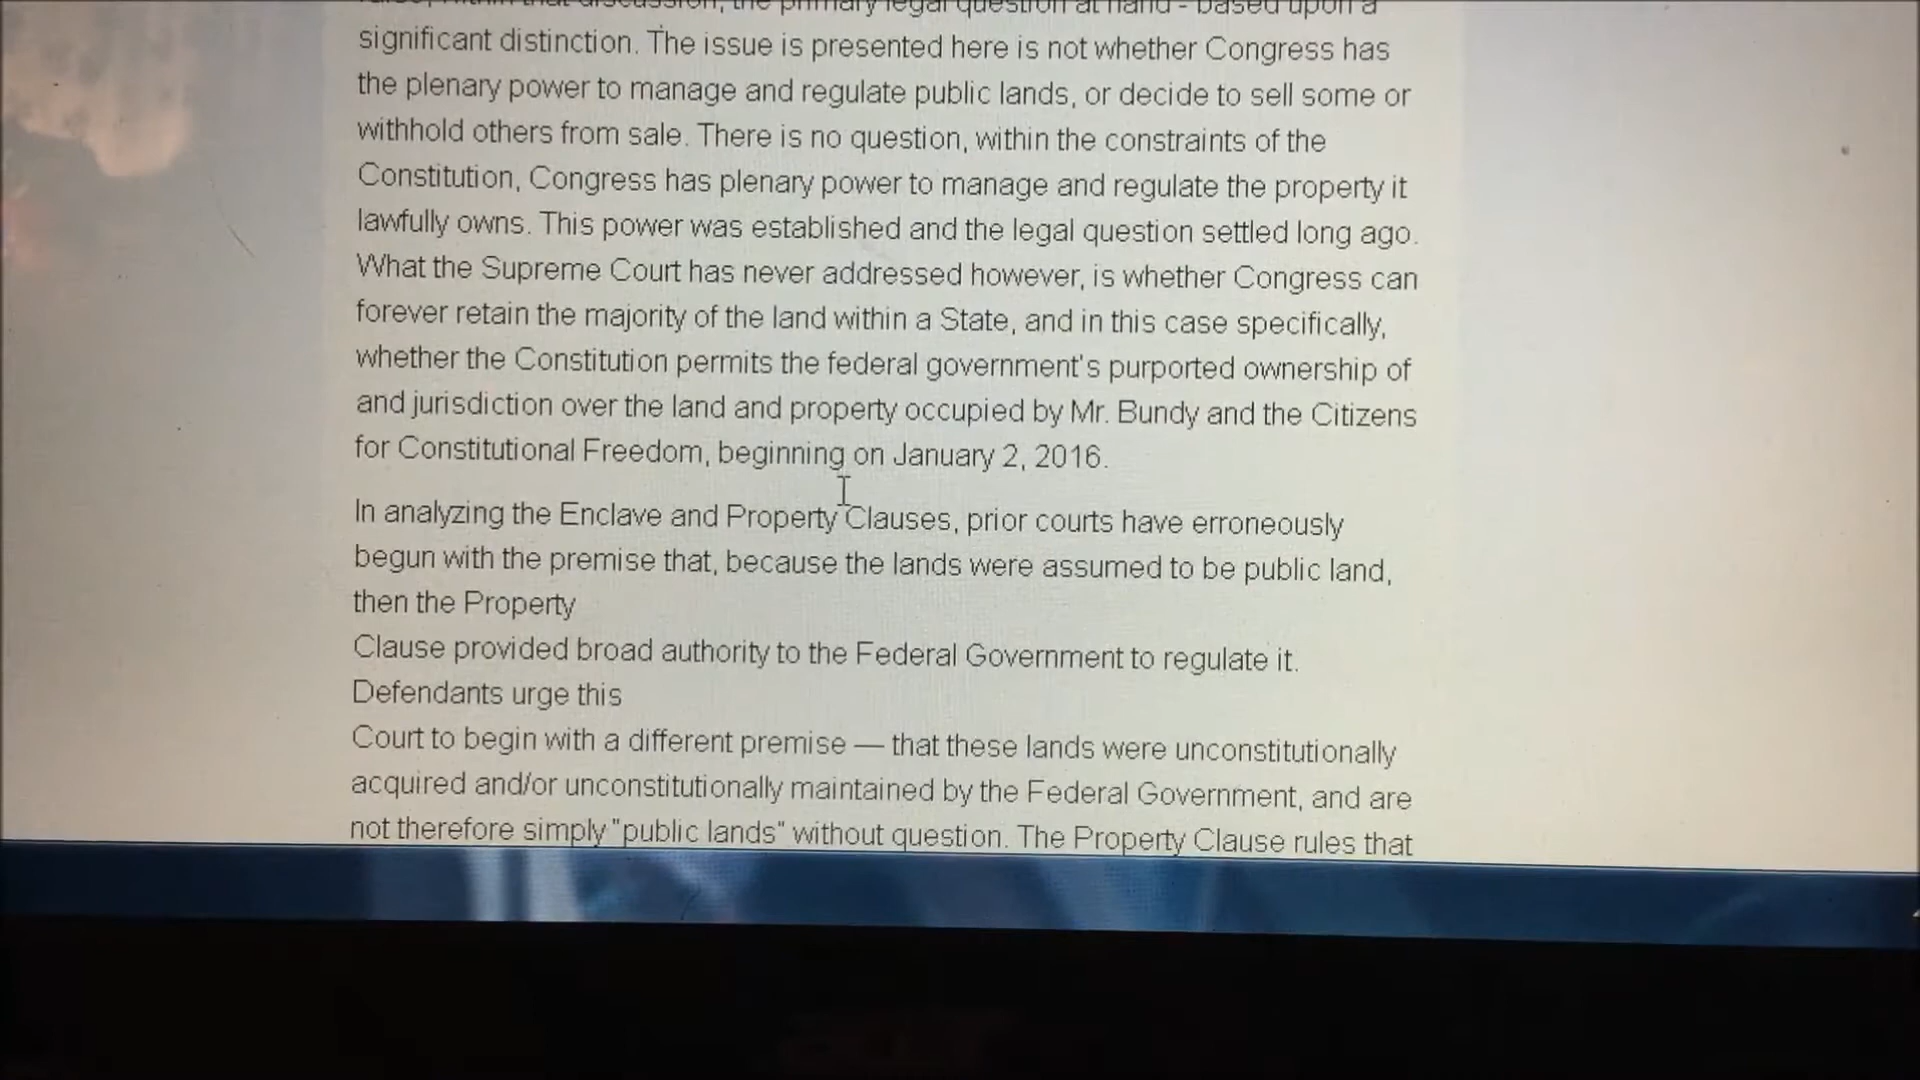 the primary legal question at hand - based upon a
significant distinction. The issue is presented here is not whether Congress has
the plenary power to manage and regulate public lands, or decide to sell some or
withhold others from sale. There is no question, within the constraints of the
Constitution, Congress has plenary power to manage and regulate the property it
lawfully owns. This power was established and the legal question settled long ago.
What the Supreme Court has never addressed however, is whether Congress can
forever retain the majority of the land within a State, and in this case specifically,
whether the Constitution permits the federal government's purported ownership of
and jurisdiction over the land and property occupied by Mr. Bundy and the Citizens
for Constitutional Freedom, beginning on January 2, 2016.
In analyzing the Enclave and Property Clauses, prior courts have erroneously
begun with the premise that, because the lands were assumed to be public land,
then the Property
Clause provided broad authority to the Federal Government to regulate it.
Defendants urge this
Court to begin with a different premise — that these lands were unconstitutionally
acquired and/or unconstitutionally maintained by the Federal Government, and are
not therefore simply "public lands" without question. The Property Clause rules that